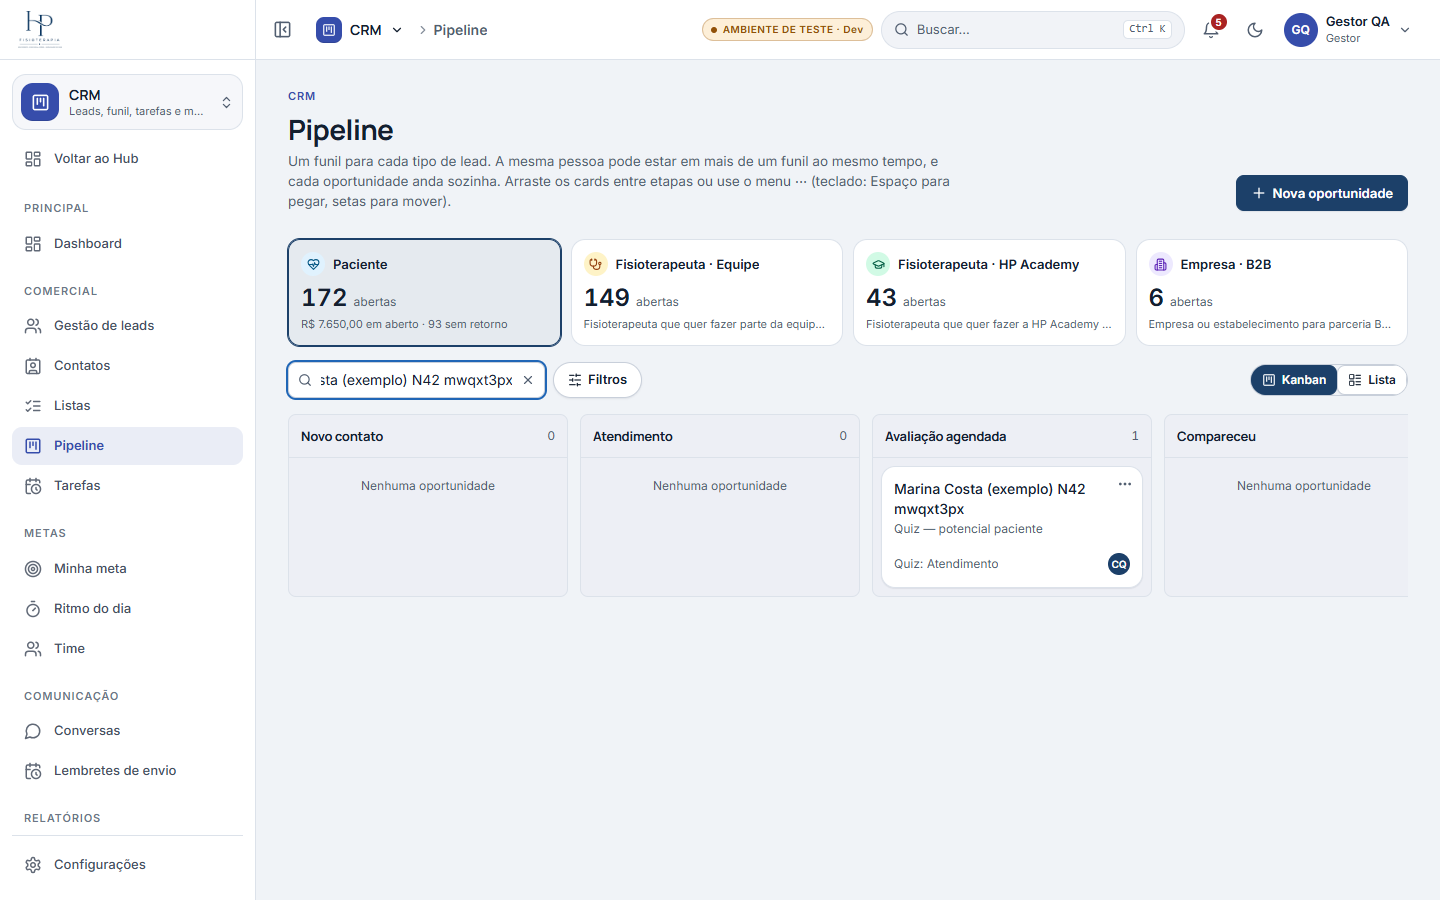 HP
FISIOTERAPIA
CRM
Pipeline
AMBIENTE DE TESTE · Dev
Buscar...
Ctrl K
5
GQ
Gestor QA
Gestor
CRM
Leads, funil, tarefas e m...
Voltar ao Hub
PRINCIPAL
Dashboard
COMERCIAL
Gestão de leads
Contatos
Listas
Pipeline
Tarefas
METAS
Minha meta
Ritmo do dia
Time
COMUNICAÇÃO
Conversas
Lembretes de envio
RELATÓRIOS
Configurações
CRM
Pipeline
Um funil para cada tipo de lead. A mesma pessoa pode estar em mais de um funil ao mesmo tempo, e
cada oportunidade anda sozinha. Arraste os cards entre etapas ou use o menu ··· (teclado: Espaço para
pegar, setas para mover).
Nova oportunidade
Paciente
172 abertas
R$ 7.650,00 em aberto · 93 sem retorno
Fisioterapeuta · Equipe
149 abertas
Fisioterapeuta que quer fazer parte da equip...
Fisioterapeuta · HP Academy
43 abertas
Fisioterapeuta que quer fazer a HP Academy ...
Empresa · B2B
6 abertas
Empresa ou estabelecimento para parceria B...
sta (exemplo) N42 mwqxt3px
Filtros
Kanban
Lista
Novo contato 0
Nenhuma oportunidade
Atendimento 0
Nenhuma oportunidade
Avaliação agendada 1
Marina Costa (exemplo) N42
mwqxt3px
Quiz — potencial paciente
Quiz: Atendimento
CQ
Compareceu
Nenhuma oportunidade